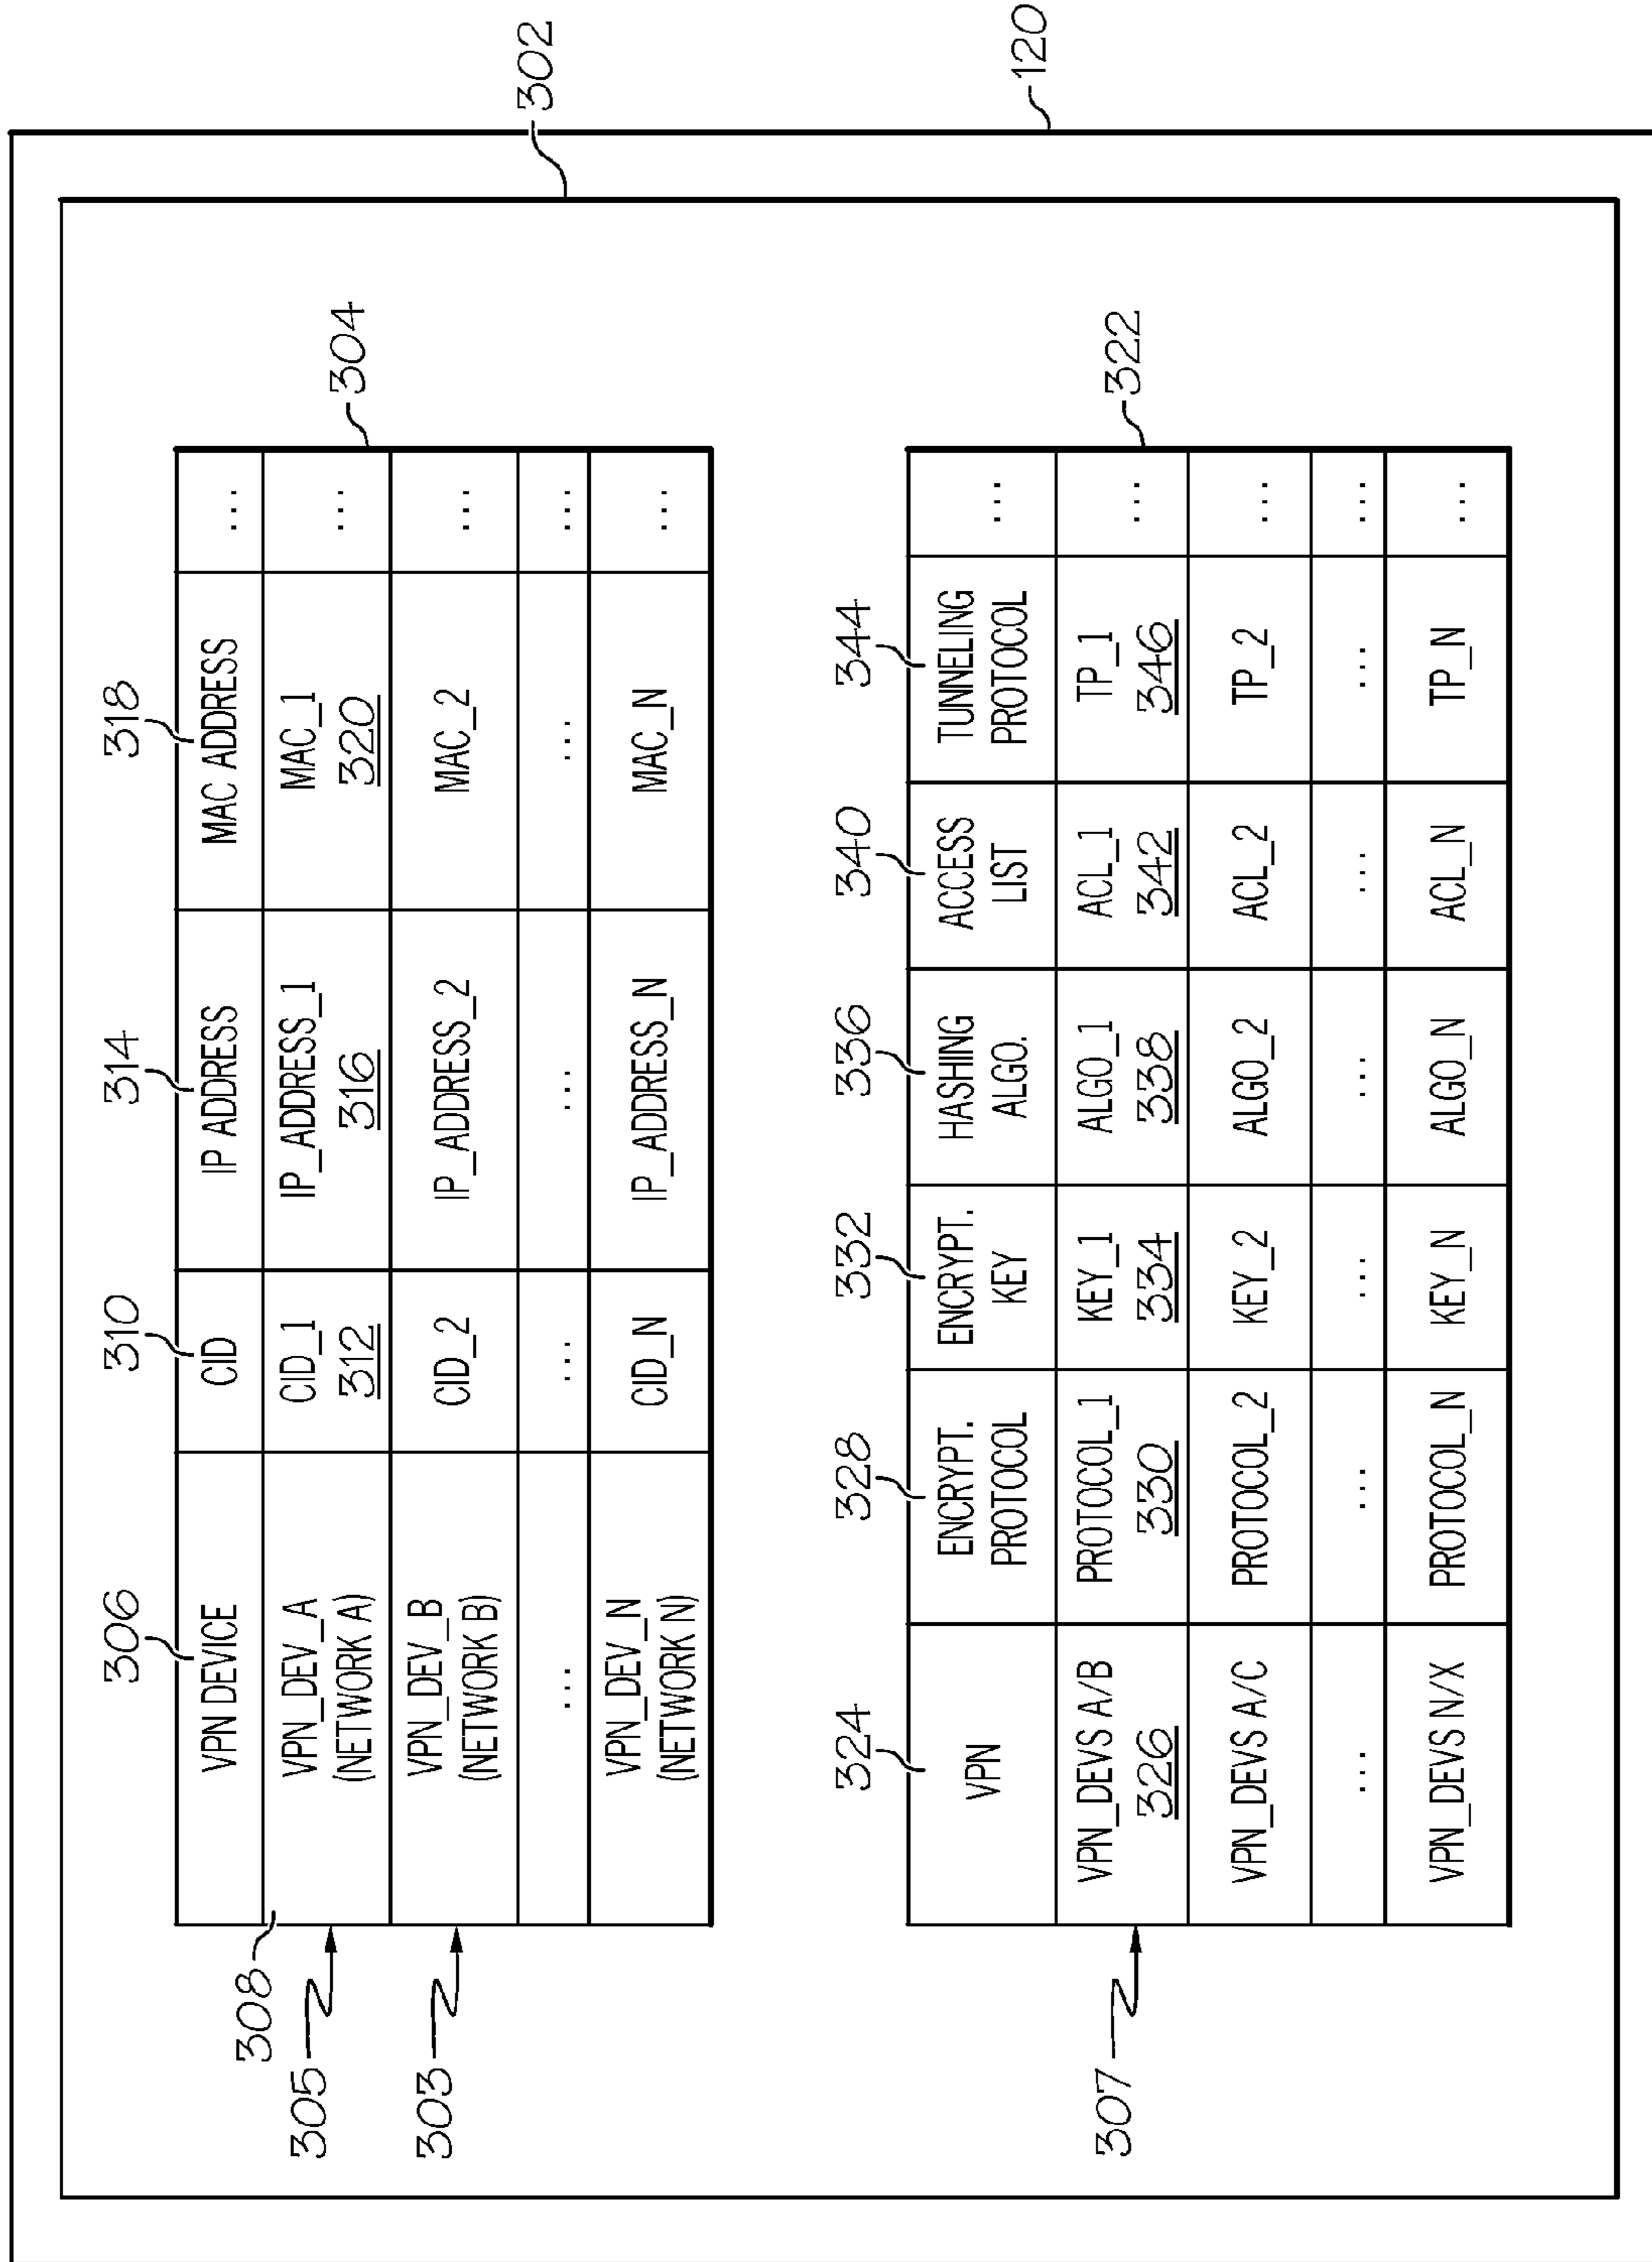 306
310
314
318
VPN DEVICE
CID
IP ADDRESS
MAC ADDRESS
...
308
305
VPN_DEV_A
(NETWORK A)
CID_1
312
IP_ADDRESS_1
316
MAC_1
320
...
304
303
VPN_DEV_B
(NETWORK B)
CID_2
IP_ADDRESS_2
MAC_2
...
...
...
...
...
...
VPN_DEV_N
(NETWORK N)
CID_N
IP_ADDRESS_N
MAC_N
...
302
324
328
332
336
340
344
VPN
ENCRYPT.
PROTOCOL
ENCRYPT.
KEY
HASHING
ALGO.
ACCESS
LIST
TUNNELING
PROTOCOL
...
307
VPN_DEVS A/B
326
PROTOCOL_1
330
KEY_1
334
ALGO_1
338
ACL_1
342
TP_1
346
...
322
VPN_DEVS A/C
PROTOCOL_2
KEY_2
ALGO_2
ACL_2
TP_2
...
...
...
...
...
...
...
...
VPN_DEVS N/X
PROTOCOL_N
KEY_N
ALGO_N
ACL_N
TP_N
...
120